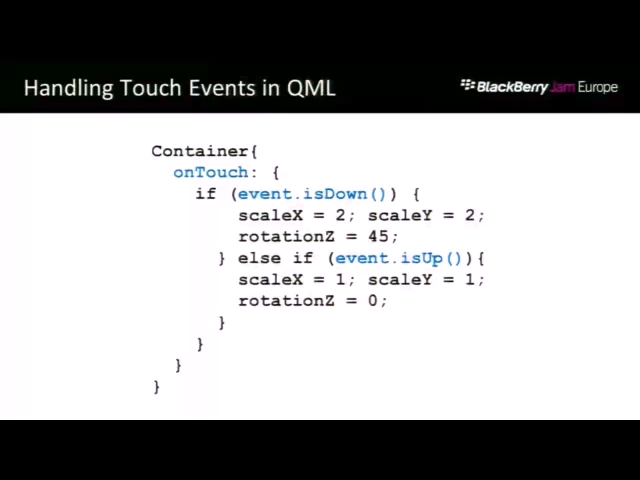 Handling Touch Events in QML
BlackBerry Jam Europe
Container{
onTouch: {
if (event.isDown()) {
scaleX = 2; scaleY = 2;
rotationZ = 45;
} else if (event.isUp()){
scaleX = 1; scaleY = 1;
rotationZ = 0;
}
}
}
}